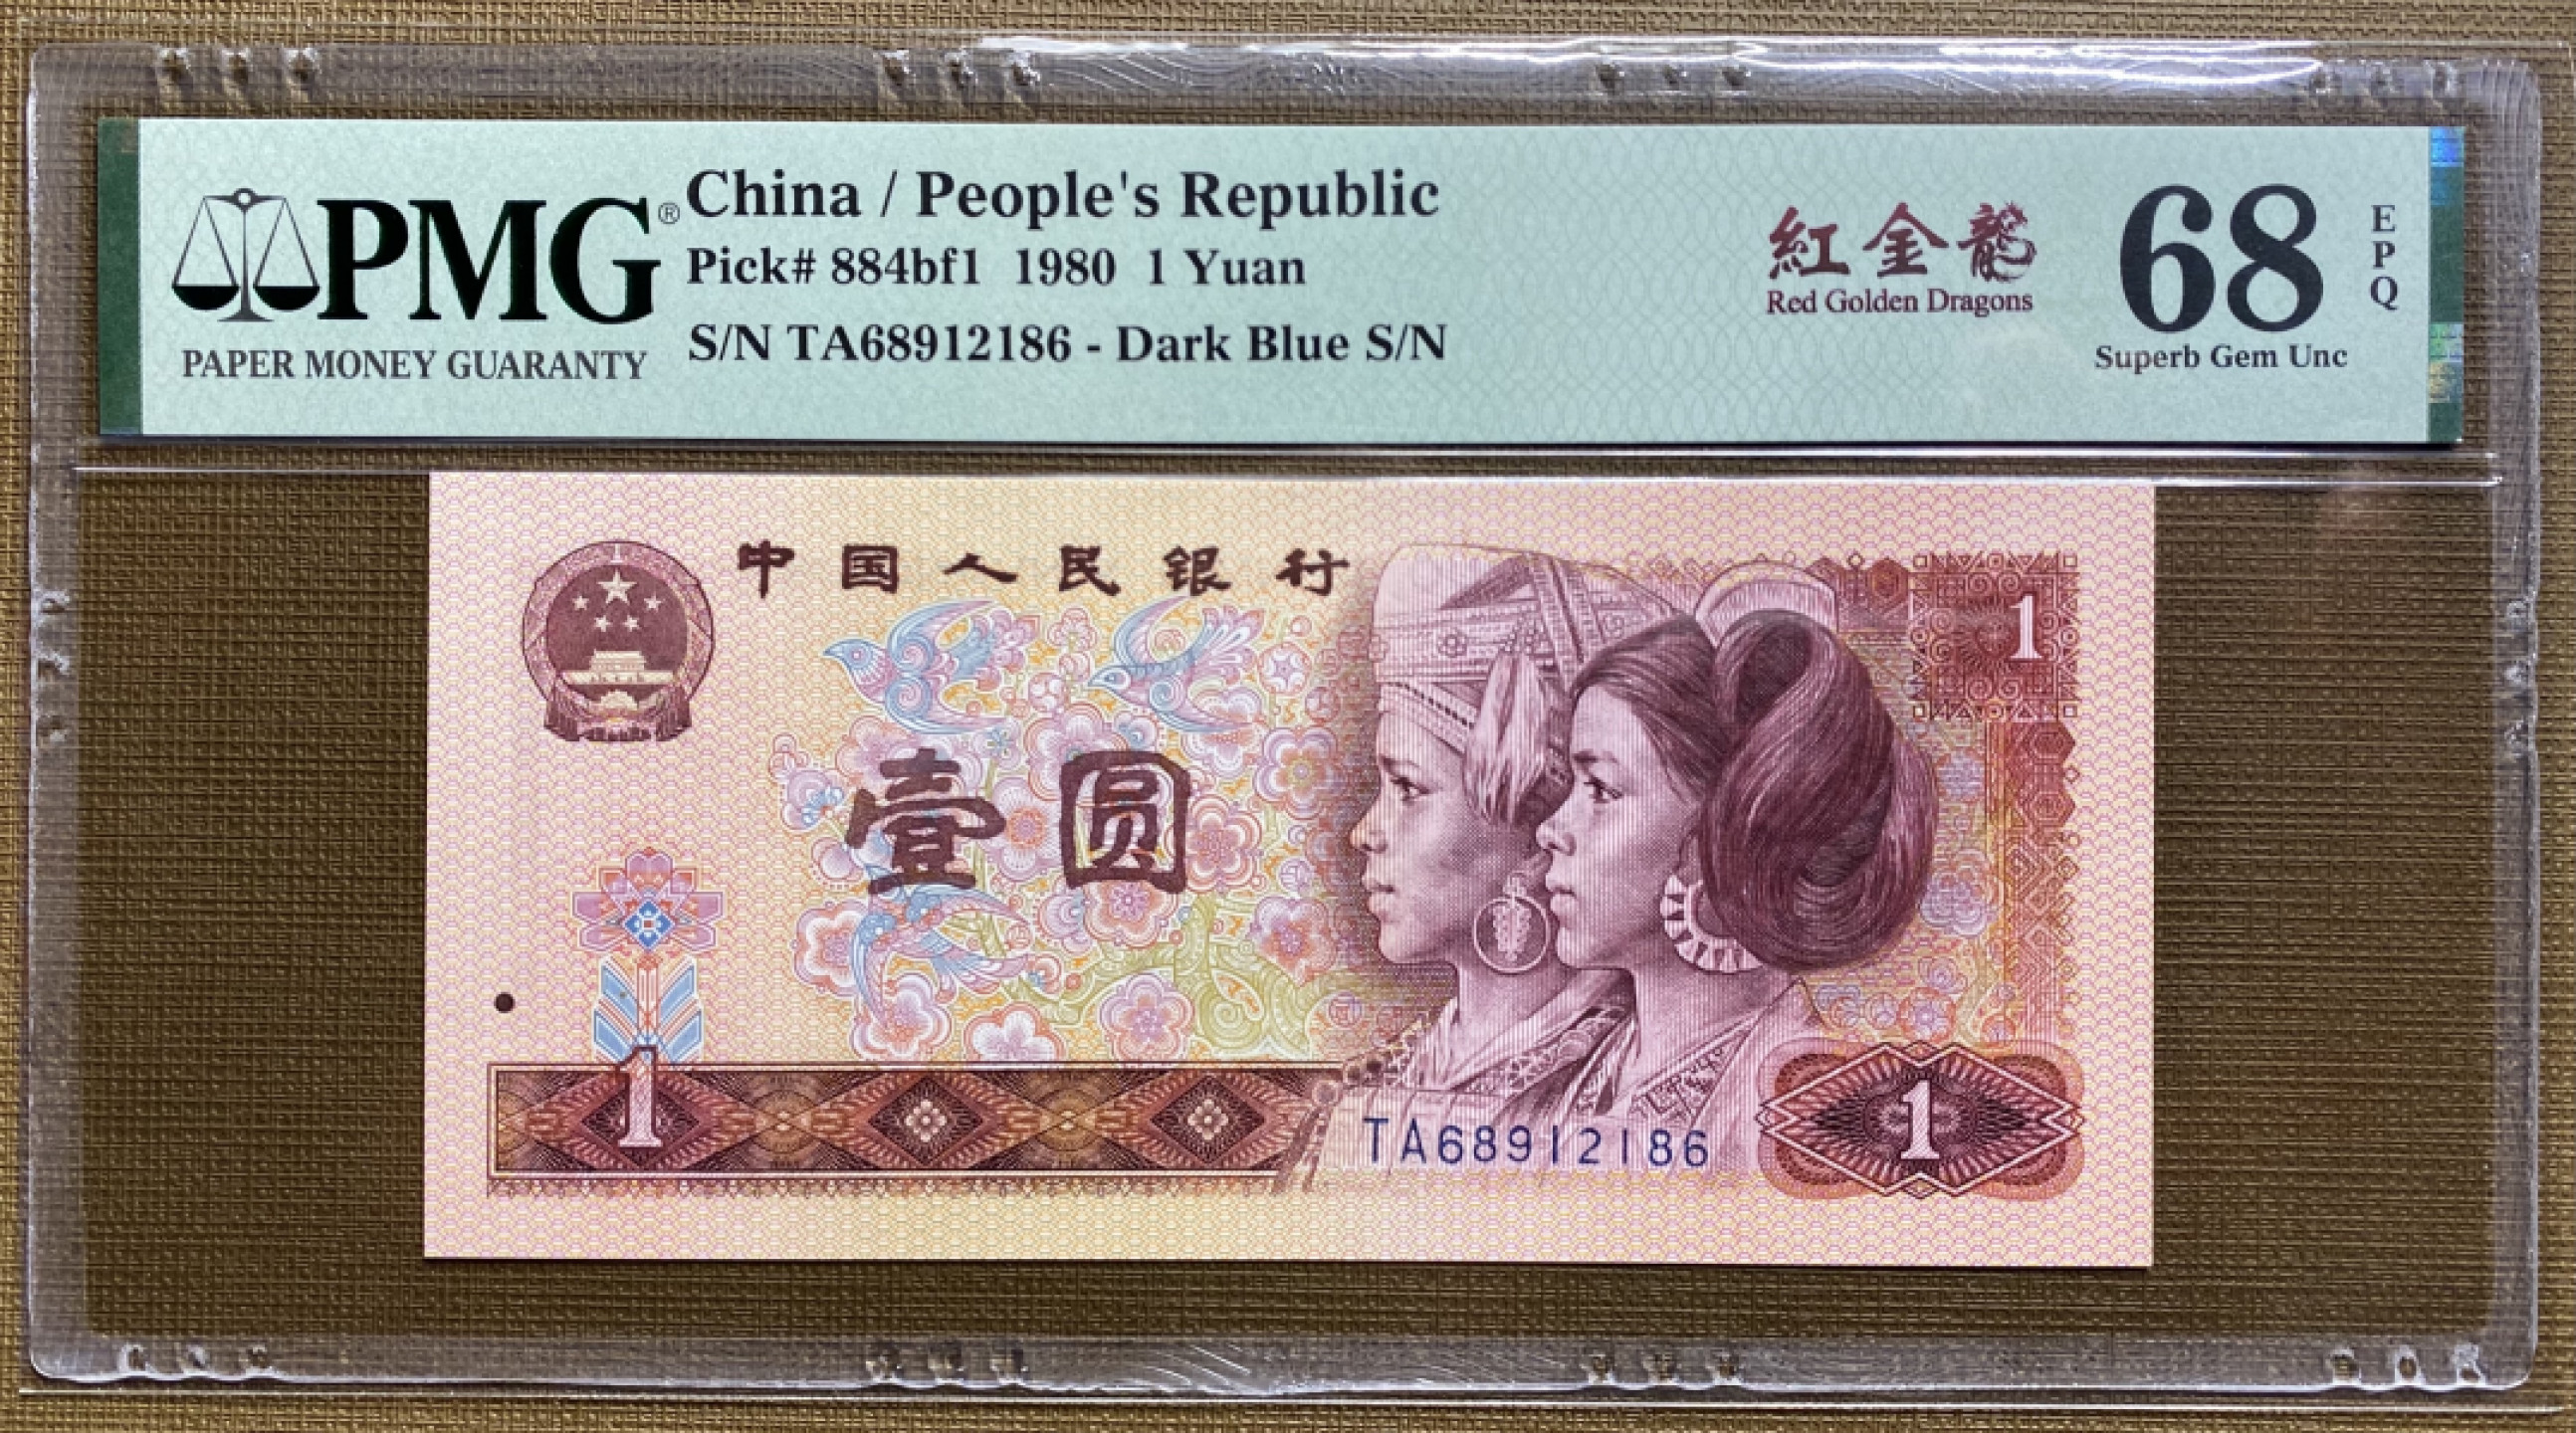 PMG®
PAPER MONEY GUARANTY
China / People's Republic
Pick# 884bf1 1980 1 Yuan
S/N TA68912186 - Dark Blue S/N
紅金龍
Red Golden Dragons
68
Superb Gem Unc
EPQ
中国人民银行
1
壹圆
1
TA68912186
1